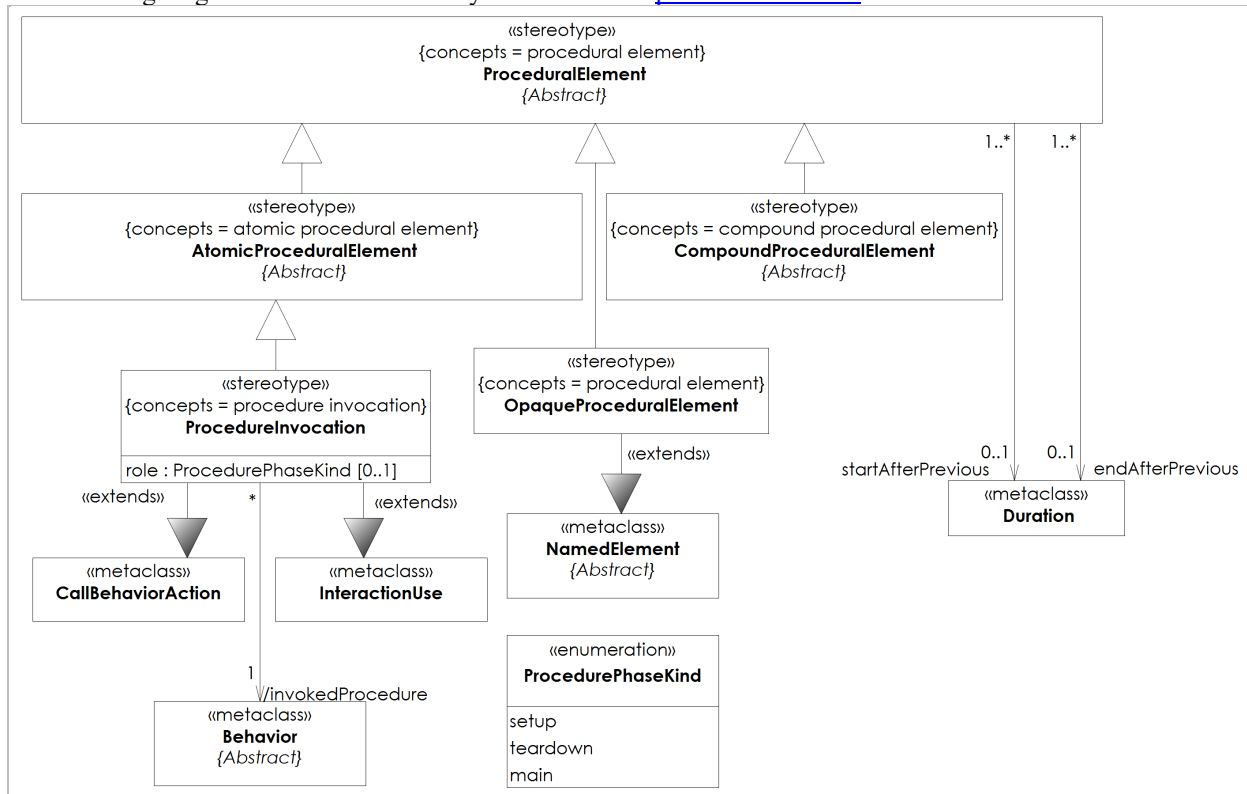 «stereotype»
{concepts = procedural element}
ProceduralElement
{Abstract}
1..*
1..*
«stereotype»
{concepts = atomic procedural element}
AtomicProceduralElement
{Abstract}
«stereotype»
{concepts = compound procedural element}
CompoundProceduralElement
{Abstract}
«stereotype»
{concepts = procedure invocation}
ProcedureInvocation
role : ProcedurePhaseKind [0..1]
«stereotype»
{concepts = procedural element}
OpaqueProceduralElement
«extends»
*
«extends»
«extends»
0..1
0..1
startAfterPrevious
endAfterPrevious
«metaclass»
Duration
«metaclass»
CallBehaviorAction
«metaclass»
InteractionUse
«metaclass»
NamedElement
{Abstract}
1
/invokedProcedure
«metaclass»
Behavior
{Abstract}
«enumeration»
ProcedurePhaseKind
setup
teardown
main